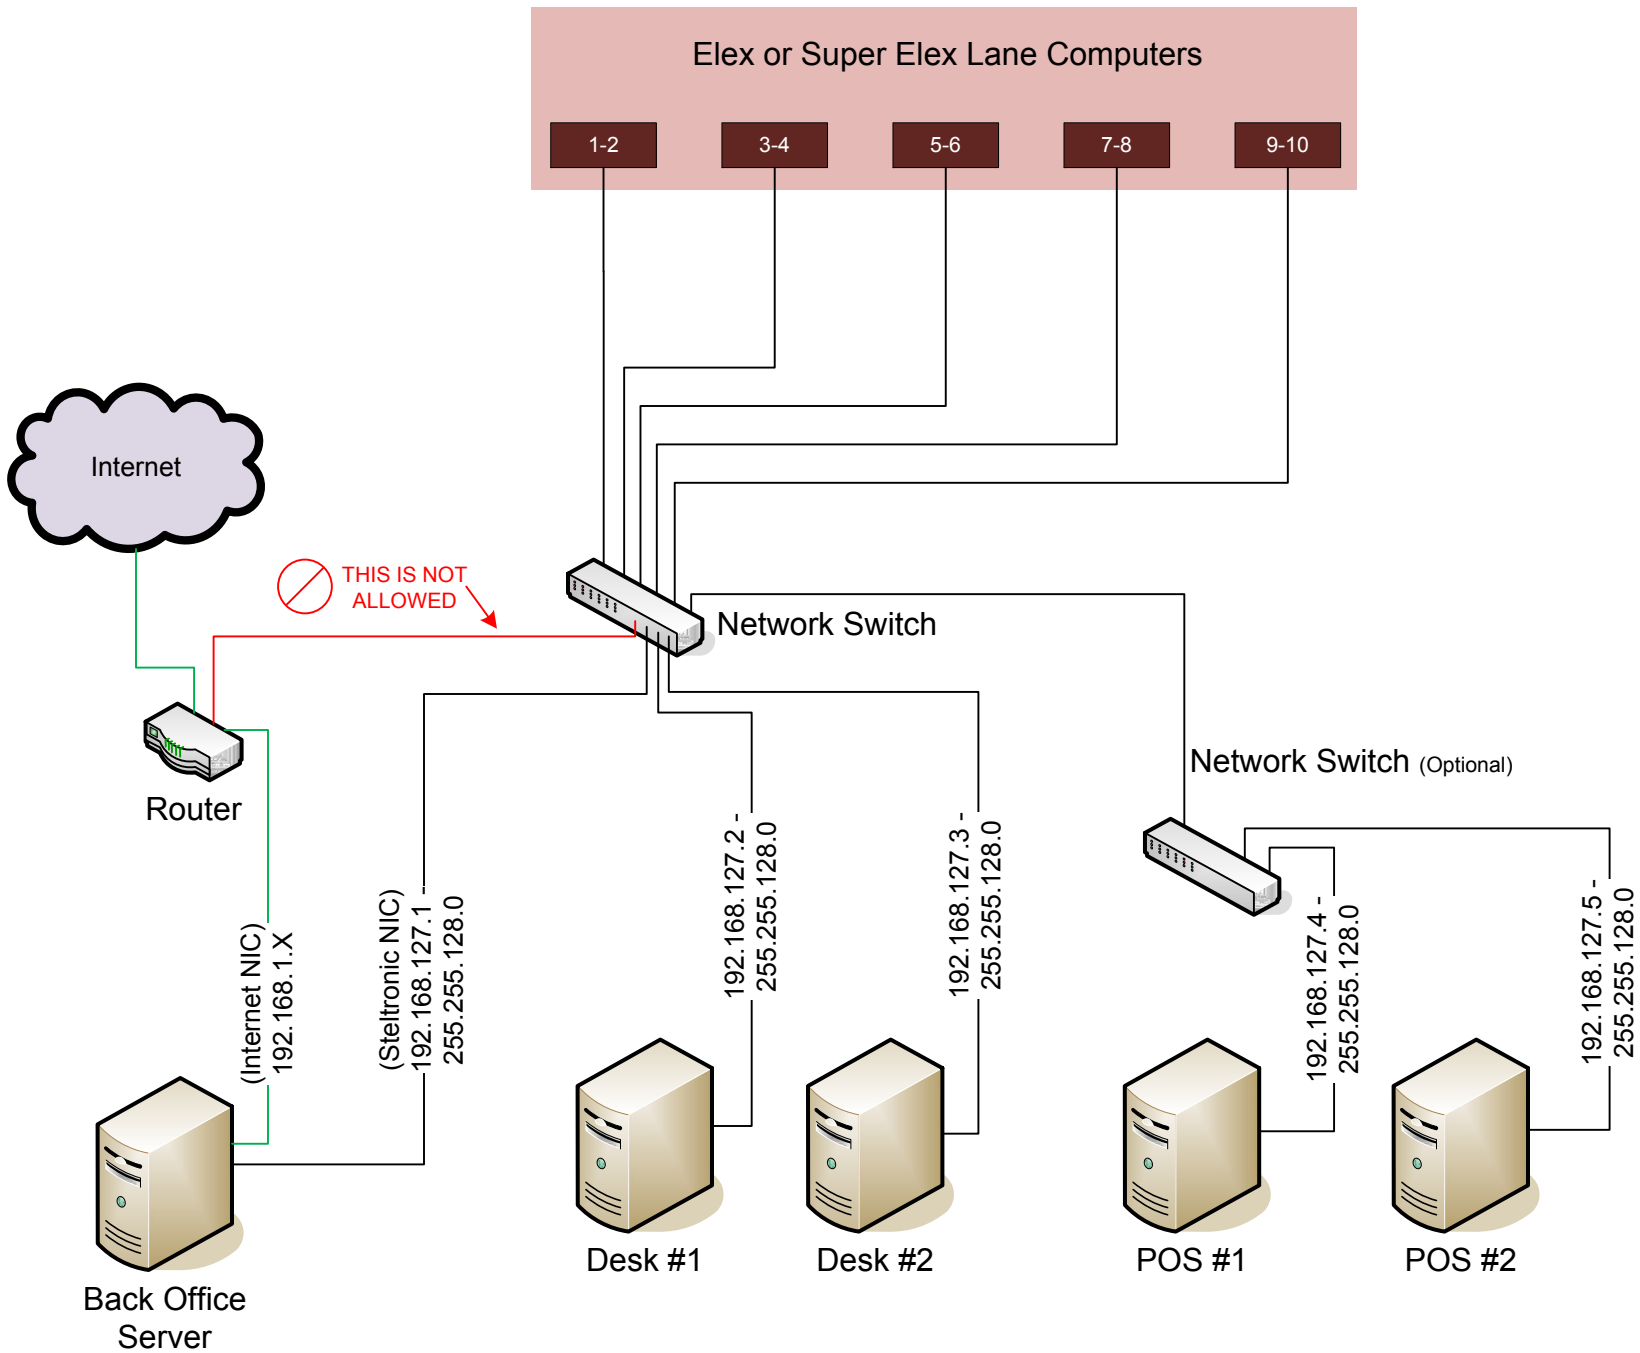 Elex or Super Elex Lane Computers
1-2
3-4
5-6
7-8
9-10
Internet
THIS IS NOT
ALLOWED
Network Switch
Router
Network Switch (Optional)
(Internet NIC)
192.168.1.X
(Steltronic NIC)
192.168.127.1 -
255.255.128.0
192.168.127.2 -
255.255.128.0
192.168.127.3 -
255.255.128.0
192.168.127.4 -
255.255.128.0
192.168.127.5 -
255.255.128.0
Back Office
Server
Desk #1
Desk #2
POS #1
POS #2